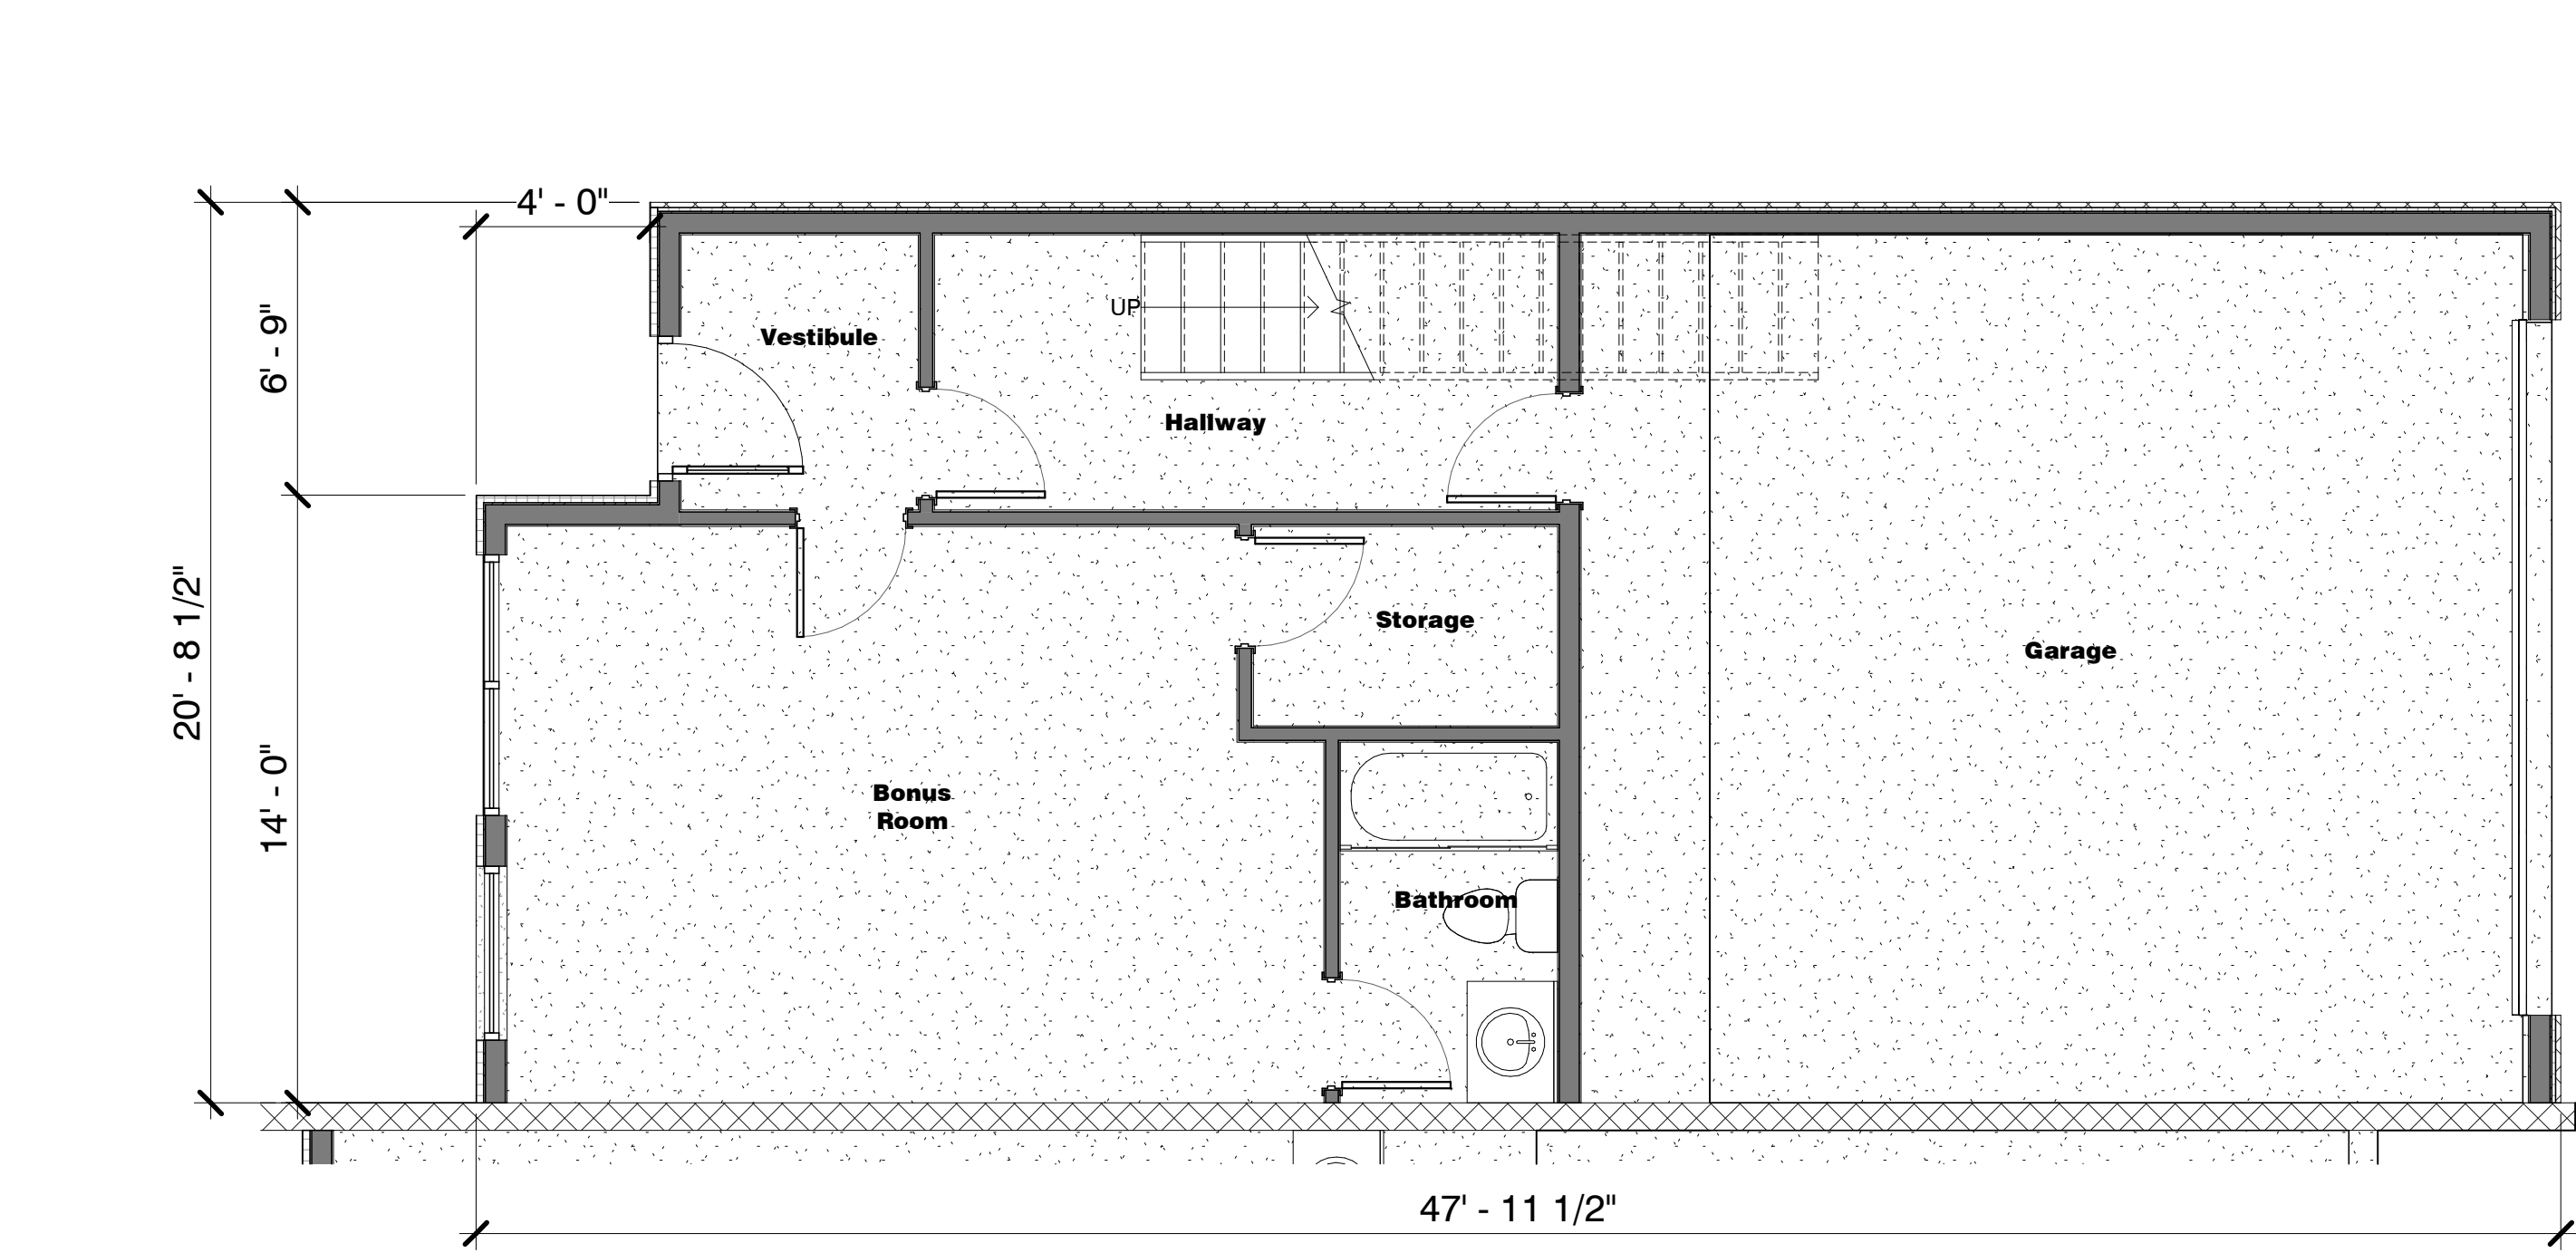 4' - 0"
6' - 9"
20' - 8 1/2"
14' - 0"
UP
Vestibule
Hallway
Storage
Garage
Bonus
Room
Bathroom
47' - 11 1/2"